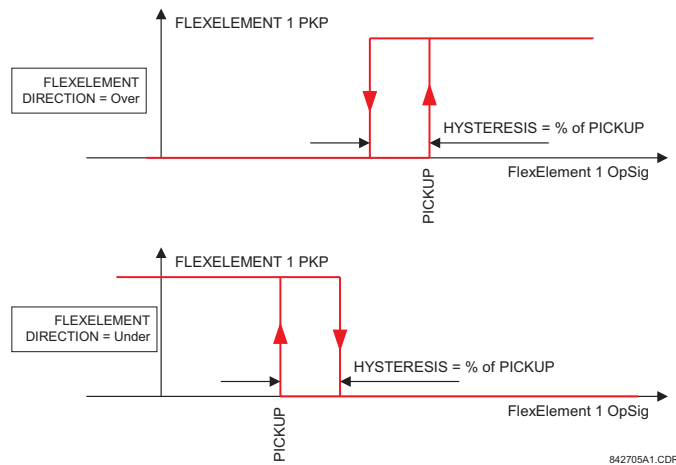 FLEXELEMENT 1 PKP
FLEXELEMENT
DIRECTION = Over
HYSTERESIS = % of PICKUP
FlexElement 1 OpSig
PICKUP
FLEXELEMENT 1 PKP
FLEXELEMENT
DIRECTION = Under
HYSTERESIS = % of PICKUP
FlexElement 1 OpSig
PICKUP
842705A1.CDR